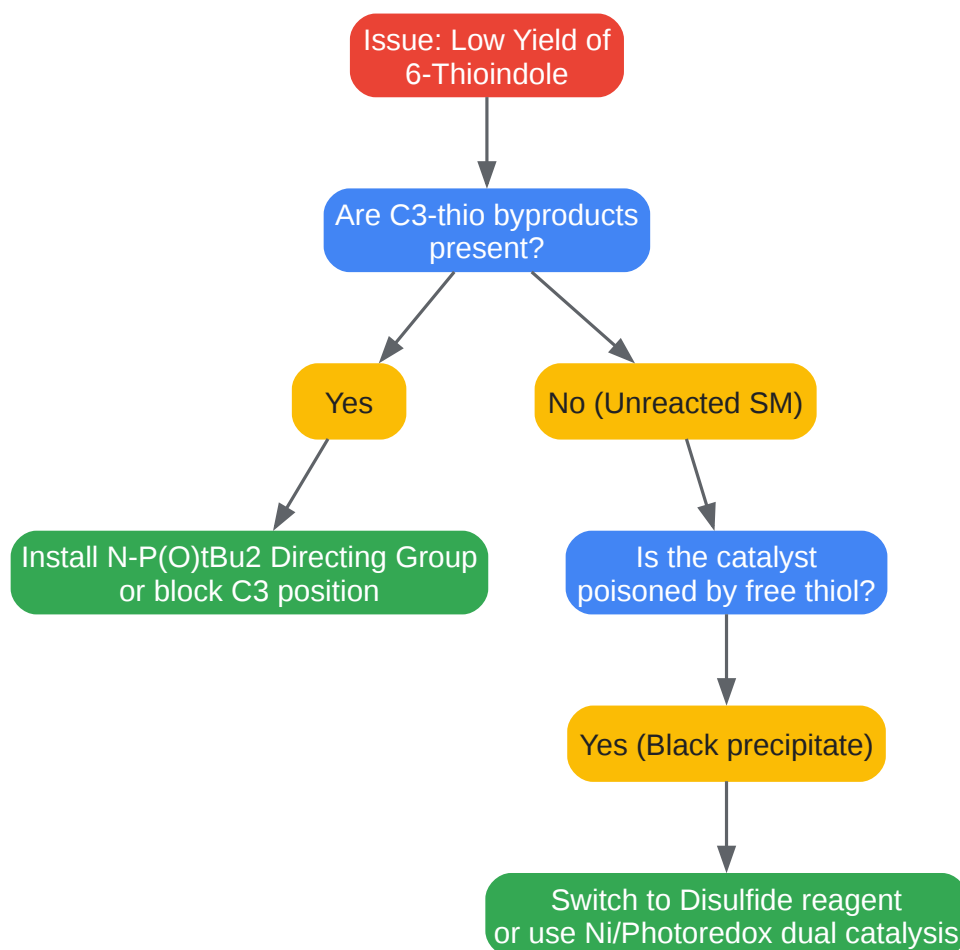 Issue: Low Yield of
6-Thioindole
Are C3-thio byproducts
present?
Yes
No (Unreacted SM)
Install N-P(O)tBu2 Directing Group
or block C3 position
Is the catalyst
poisoned by free thiol?
Yes (Black precipitate)
Switch to Disulfide reagent
or use Ni/Photoredox dual catalysis